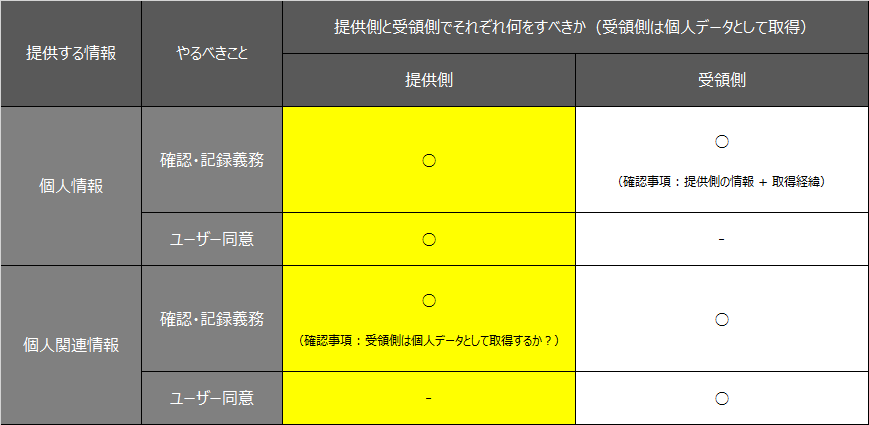 提供する情報
やるべきこと
提供側と受領側でそれぞれ何をすべきか（受領側は個人データとして取得）
提供側
受領側
個人情報
確認・記録義務
〇
〇
（確認事項：提供側の情報 + 取得経緯）
ユーザー同意
〇
-
個人関連情報
確認・記録義務
〇
（確認事項：受領側は個人データとして取得するか？）
〇
ユーザー同意
-
〇